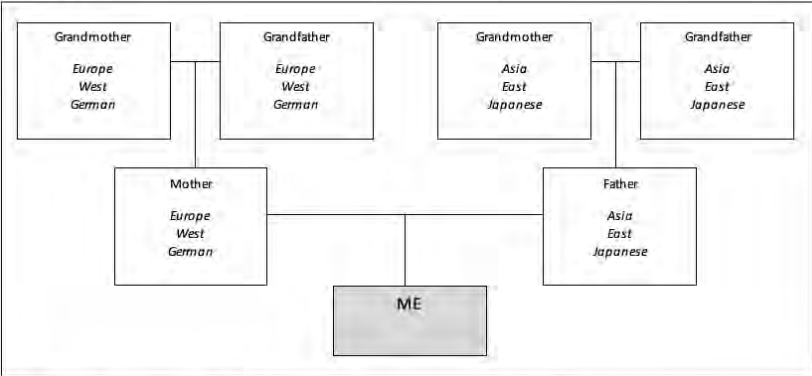 Grandmother
Europe
West
German
Grandfather
Europe
West
German
Grandmother
Asia
East
Japanese
Grandfather
Asia
East
Japanese
Mother
Europe
West
German
Father
Asia
East
Japanese
ME